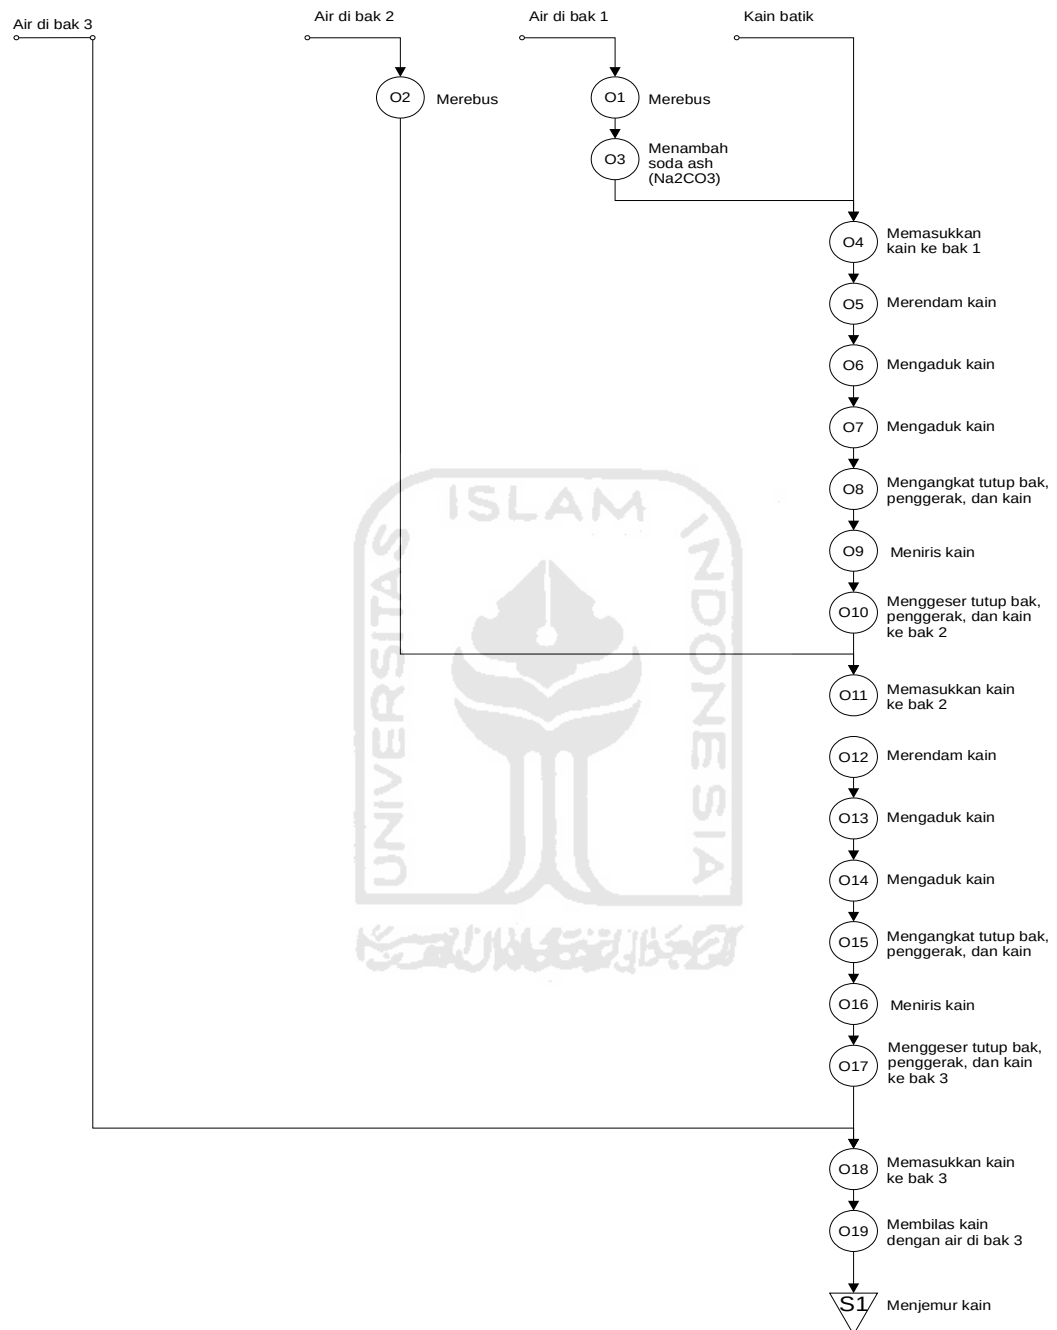 Air di bak 3
Air di bak 2
Air di bak 1
Kain batik
O2
Merebus
O1
Merebus
O3
Menambah
soda ash
(Na2CO3)
O4
Memasukkan
kain ke bak 1
O5
Merendam kain
O6
Mengaduk kain
O7
Mengaduk kain
O8
Mengangkat tutup bak,
penggerak, dan kain
O9
Meniris kain
O10
Menggeser tutup bak,
penggerak, dan kain
ke bak 2
O11
Memasukkan kain
ke bak 2
O12
Merendam kain
O13
Mengaduk kain
O14
Mengaduk kain
O15
Mengangkat tutup bak,
penggerak, dan kain
O16
Meniris kain
O17
Menggeser tutup bak,
penggerak, dan kain
ke bak 3
O18
Memasukkan kain
ke bak 3
O19
Membilas kain
dengan air di bak 3
S1
Menjemur kain
UNIVERSITAS
ISLAM
INDONESIA